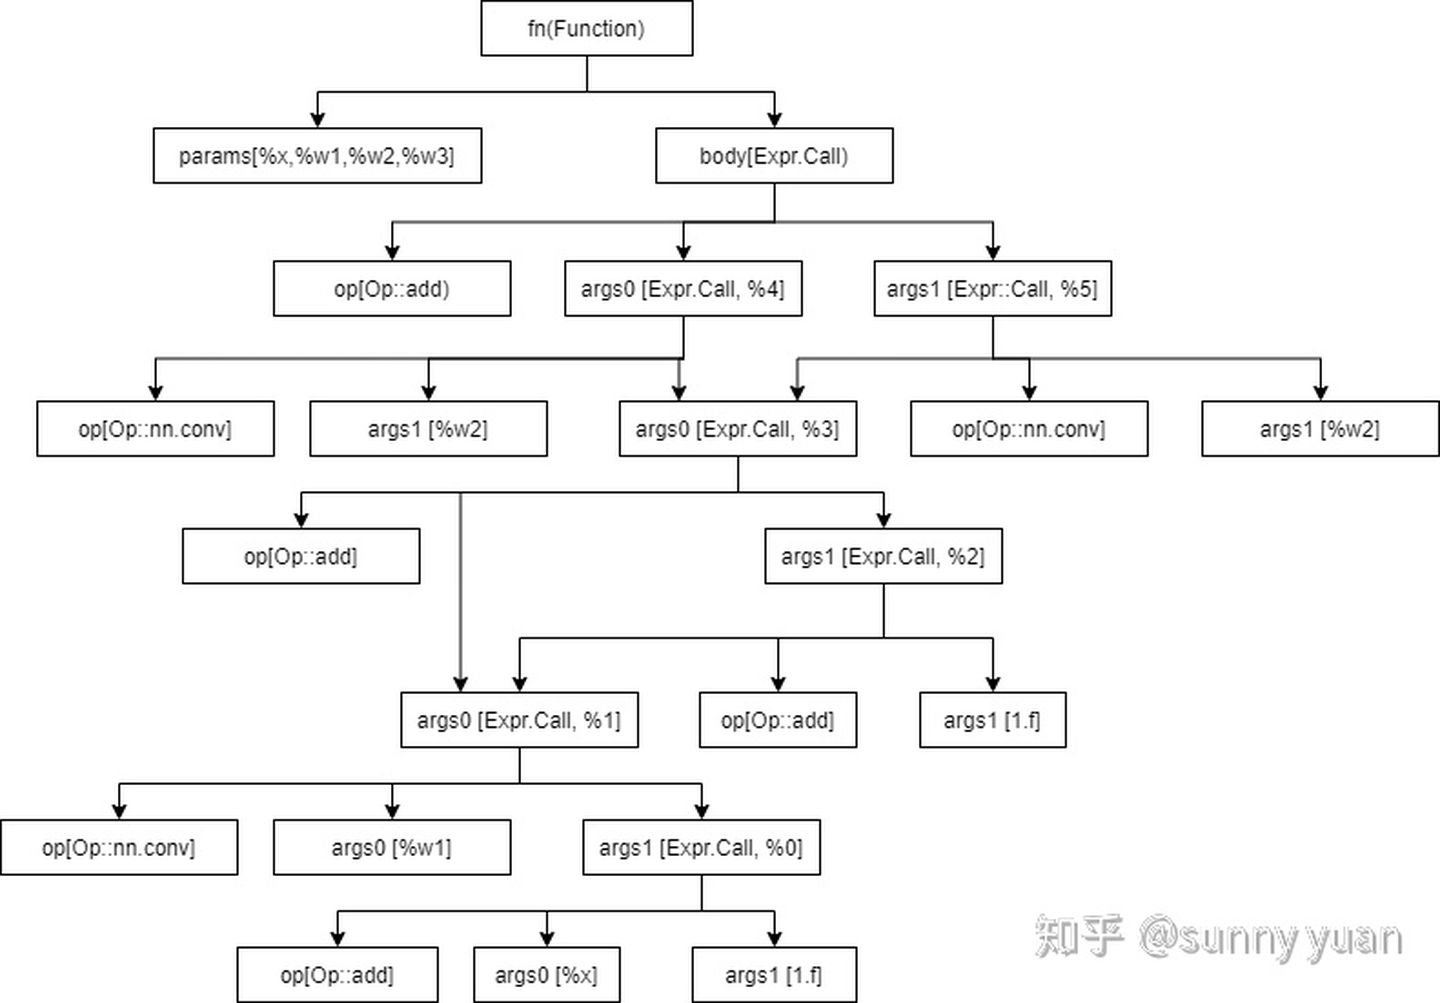 fn(Function)
params[%x,%w1,%w2,%w3]
body[Expr.Call)
op[Op::add)
args0 [Expr.Call, %4]
args1 [Expr::Call, %5]
op[Op::nn.conv]
args1 [%w2]
args0 [Expr.Call, %3]
op[Op::nn.conv]
args1 [%w2]
op[Op::add]
args1 [Expr.Call, %2]
args0 [Expr.Call, %1]
op[Op::add]
args1 [1.f]
op[Op::nn.conv]
args0 [%w1]
args1 [Expr.Call, %0]
op[Op::add]
args0 [%x]
args1 [1.f]
知乎 @sunny yuan